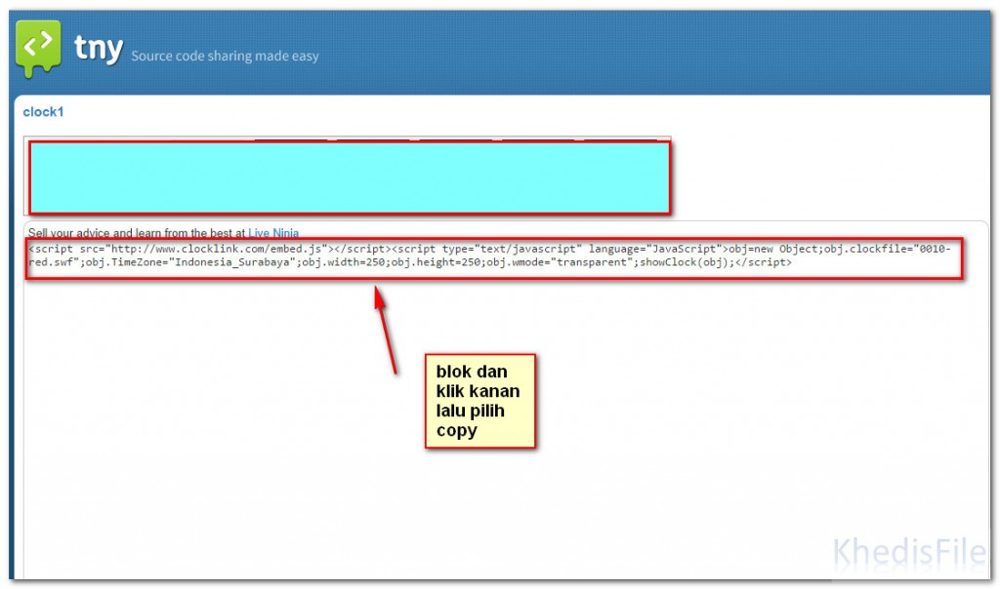 <>
tny Source code sharing made easy
clock1
Sell your advice and learn from the best at Live Ninja
<script src="http://www.clocklink.com/embed.js"></script><script type="text/javascript" language="JavaScript">obj=new Object;obj.clockfile="0010-
red.swf";obj.TimeZone="Indonesia_Surabaya";obj.width=250;obj.height=250;obj.wmode="transparent";showClock(obj);</script>
blok dan
klik kanan
lalu pilih
copy
KhedisFile